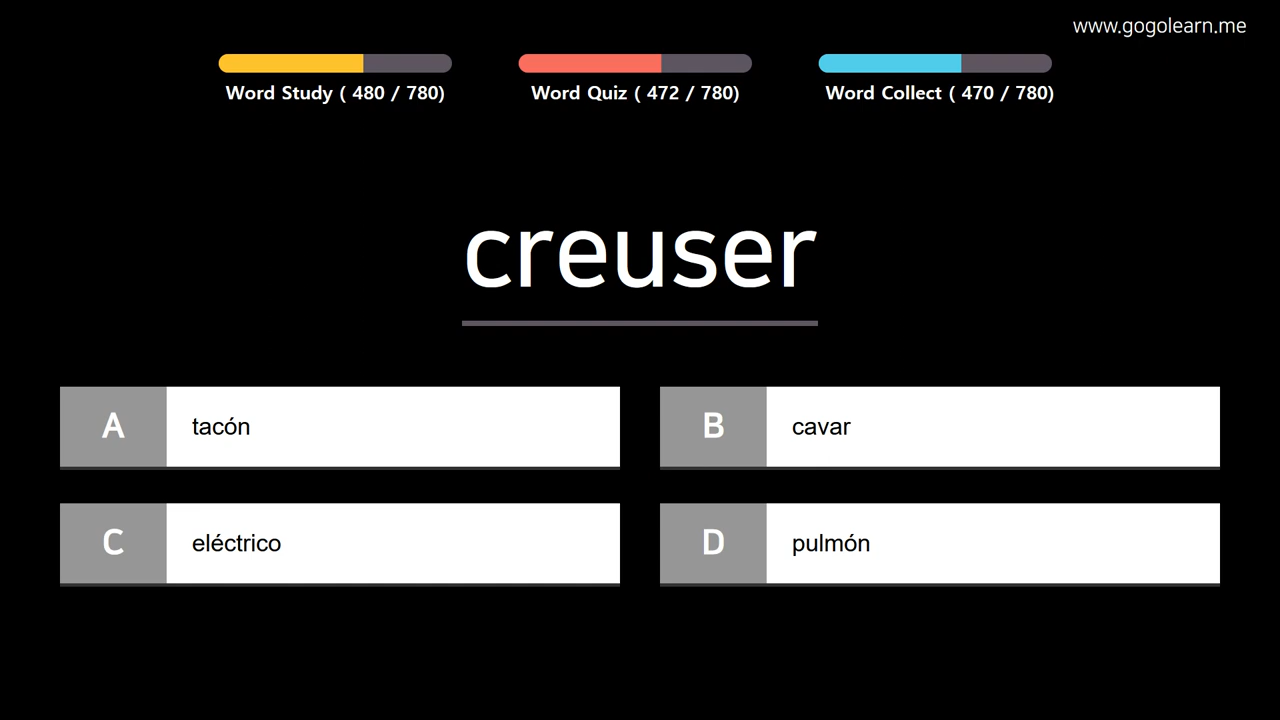 www.gogolearn.me
Word Study ( 480 / 780)
Word Quiz ( 472 / 780)
Word Collect ( 470 / 780)
creuser
A tacón
B cavar
C eléctrico
D pulmón